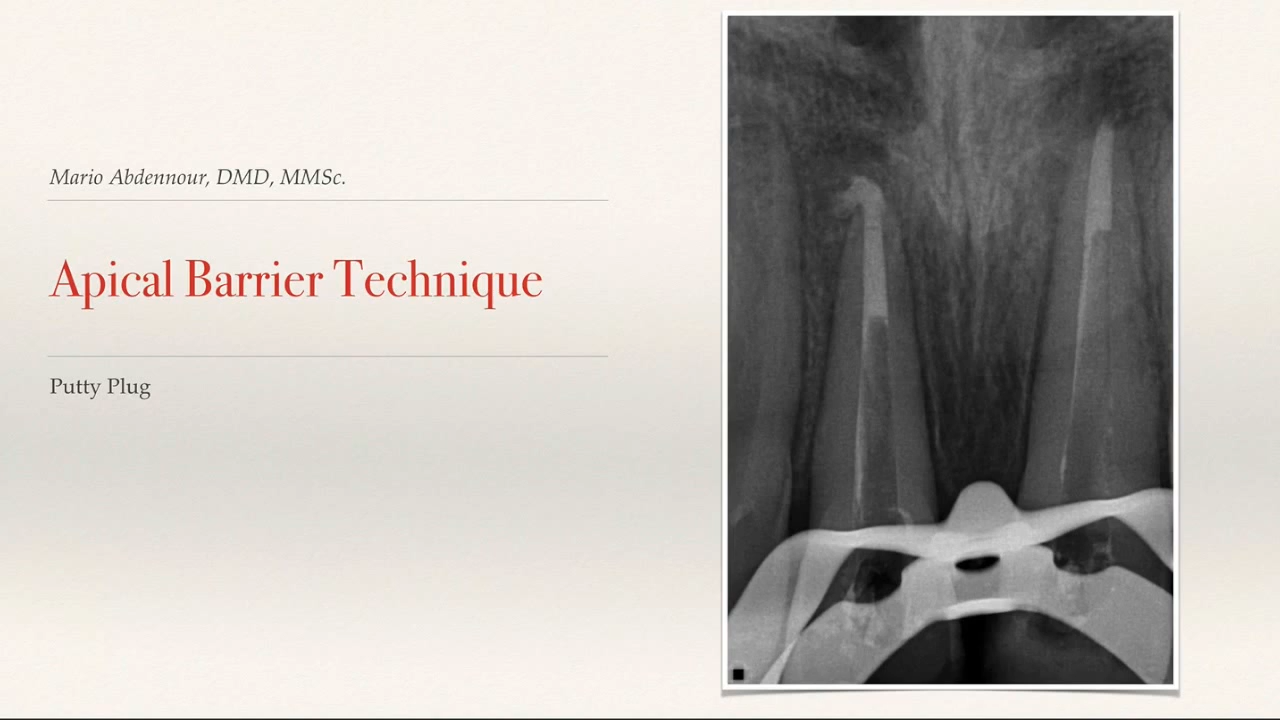 Mario Abdennour, DMD, MMSc.
Apical Barrier Technique
Putty Plug